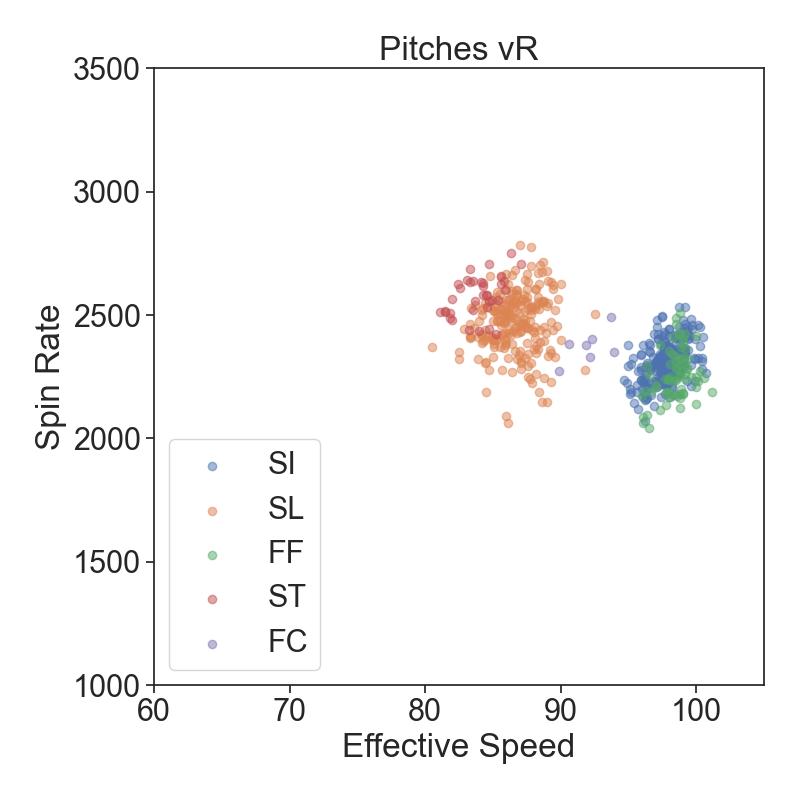 Pitches vR
3500
3000
2500
2000
1500
1000
Spin Rate
SI
SL
FF
ST
FC
60 70 80 90 100
Effective Speed